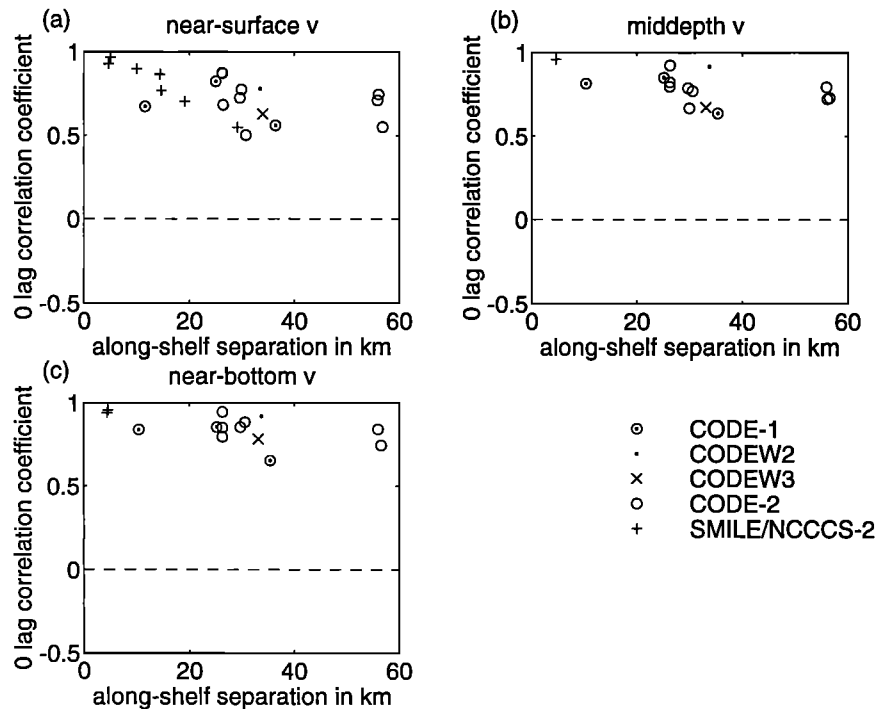 (a)
near-surface v
0 lag correlation coefficient
1
0.5
0
-0.5
0 20 40 60
along-shelf separation in km
(b)
middepth v
0 lag correlation coefficient
1
0.5
0
-0.5
0 20 40 60
along-shelf separation in km
(c)
near-bottom v
0 lag correlation coefficient
1
0.5
0
-0.5
0 20 40 60
along-shelf separation in km
CODE-1
CODEW2
CODEW3
CODE-2
SMILE/NCCCS-2